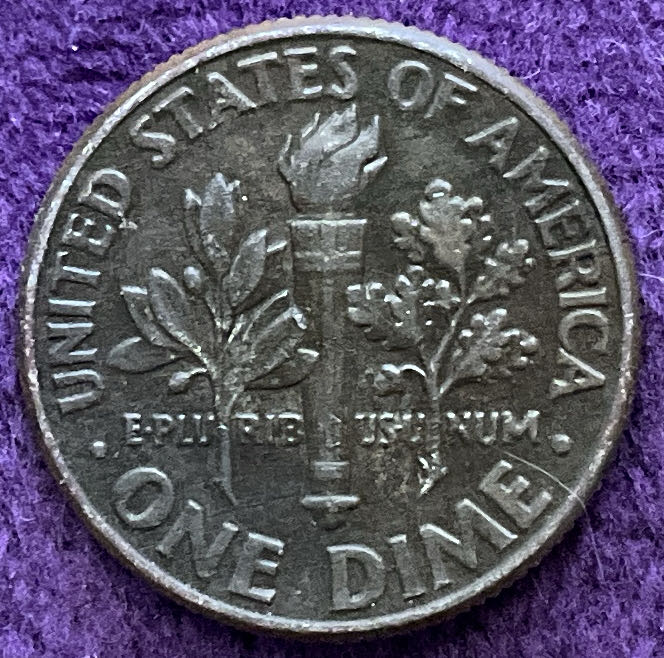 UNITED STATES OF AMERICA
E·PLURIBUS·UNUM
· ONE DIME ·